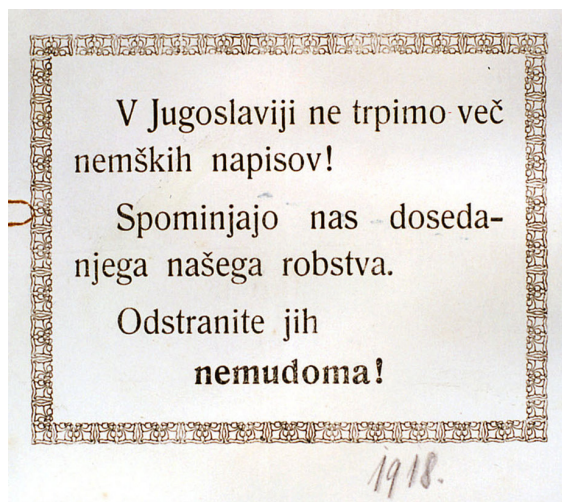 V Jugoslaviji ne trpimo več
nemških napisov!
Spominjajo nas doseda-
njega našega robstva.
Odstranite jih
nemudoma!
1918.